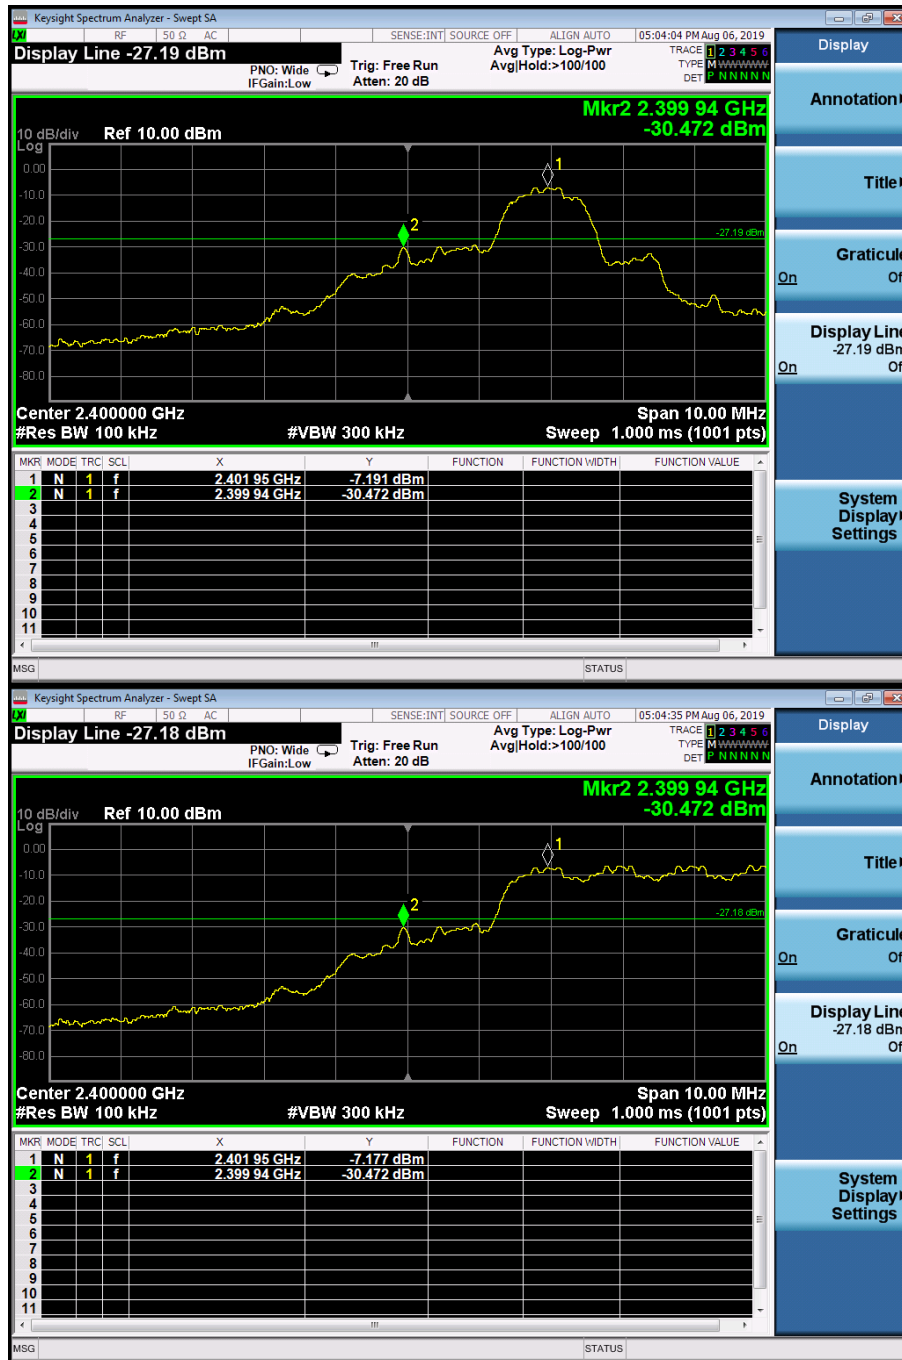 Keysight Spectrum Analyzer - Swept SA
LXI RF 50 Ω AC SENSE:INT SOURCE OFF ALIGN AUTO 05:04:04 PM Aug 06, 2019
Display Line -27.19 dBm
PNO: Wide
IFGain:Low
Trig: Free Run
Atten: 20 dB
Avg Type: Log-Pwr
Avg|Hold:>100/100
TRACE 1 2 3 4 5 6
TYPE M WWWWW
DET P N N N N N
Mkr2 2.399 94 GHz
-30.472 dBm
10 dB/div Ref 10.00 dBm
Log
0.00
-10.0
-20.0
-30.0
-40.0
-50.0
-60.0
-70.0
-80.0
1
2
-27.19 dBm
Center 2.400000 GHz Span 10.00 MHz
#Res BW 100 kHz #VBW 300 kHz Sweep 1.000 ms (1001 pts)
MKR MODE TRC SCL X Y FUNCTION FUNCTION WIDTH FUNCTION VALUE
1 N 1 f 2.401 95 GHz -7.191 dBm
2 N 1 f 2.399 94 GHz -30.472 dBm
3
4
5
6
7
8
9
10
11
MSG STATUS
Display
Annotation
Title
Graticule
On Of
Display Line
-27.19 dBm
On Of
System
Display
Settings
Keysight Spectrum Analyzer - Swept SA
LXI RF 50 Ω AC SENSE:INT SOURCE OFF ALIGN AUTO 05:04:35 PM Aug 06, 2019
Display Line -27.18 dBm
PNO: Wide
IFGain:Low
Trig: Free Run
Atten: 20 dB
Avg Type: Log-Pwr
Avg|Hold:>100/100
TRACE 1 2 3 4 5 6
TYPE M WWWWW
DET P N N N N N
Mkr2 2.399 94 GHz
-30.472 dBm
10 dB/div Ref 10.00 dBm
Log
0.00
-10.0
-20.0
-30.0
-40.0
-50.0
-60.0
-70.0
-80.0
1
2
-27.18 dBm
Center 2.400000 GHz Span 10.00 MHz
#Res BW 100 kHz #VBW 300 kHz Sweep 1.000 ms (1001 pts)
MKR MODE TRC SCL X Y FUNCTION FUNCTION WIDTH FUNCTION VALUE
1 N 1 f 2.401 95 GHz -7.177 dBm
2 N 1 f 2.399 94 GHz -30.472 dBm
3
4
5
6
7
8
9
10
11
MSG STATUS
Display
Annotation
Title
Graticule
On Of
Display Line
-27.18 dBm
On Of
System
Display
Settings